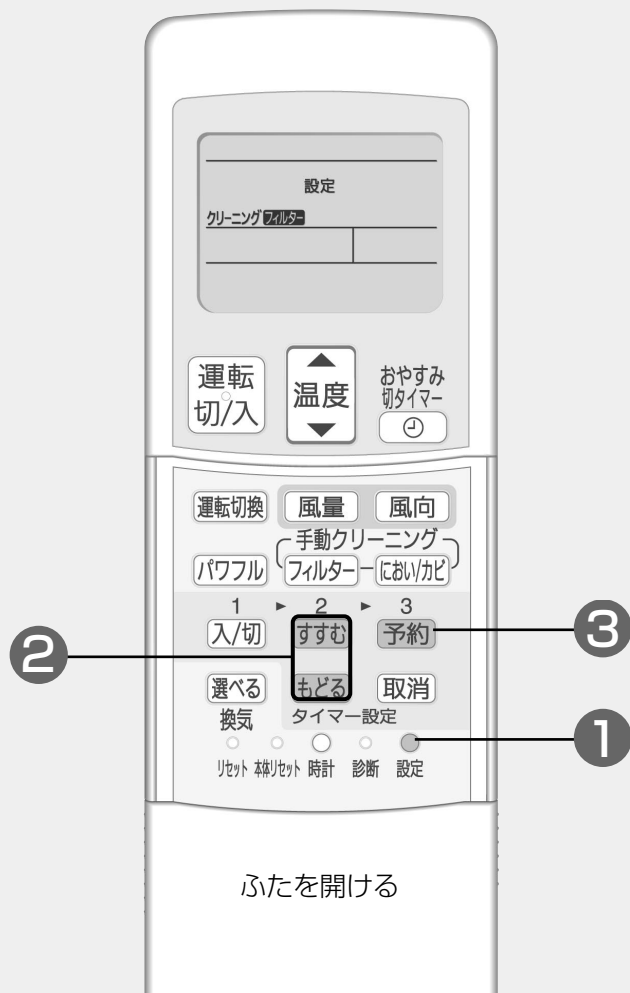 設定
クリーニング フィルター
運転 切/入
温度
おやすみ 切タイマー
運転切換 風量 風向
手動クリーニング
パワフル フィルター におい/カビ
1 ▶ 2 ▶ 3
入/切 すすむ 予約
3
2
選べる もどる 取消
換気 タイマー設定
1
リセット 本体リセット 時計 診断 設定
ふたを開ける